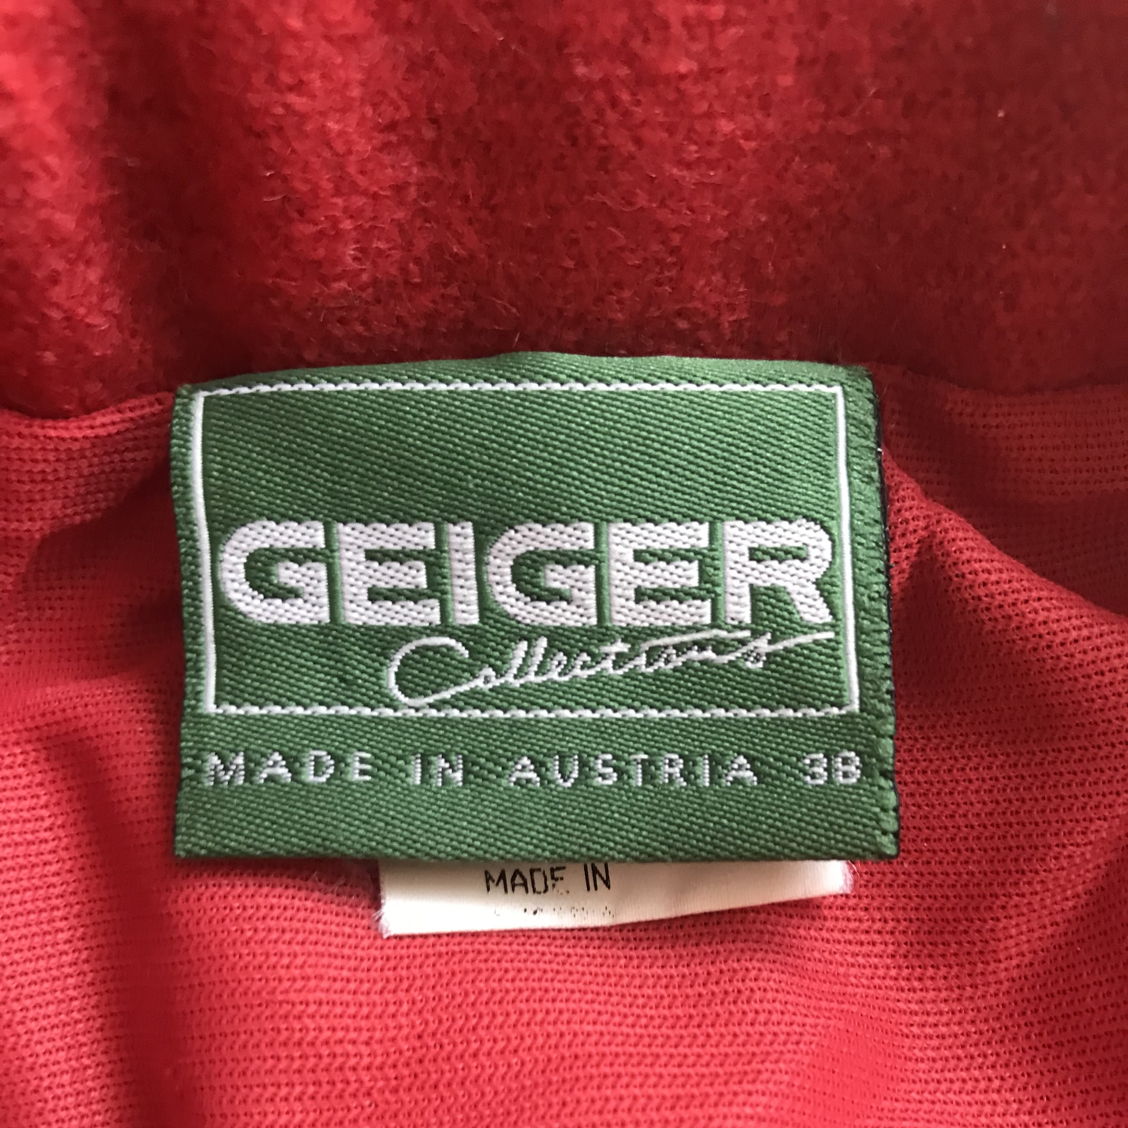 GEIGER
Collections
MADE IN AUSTRIA 38
MADE IN